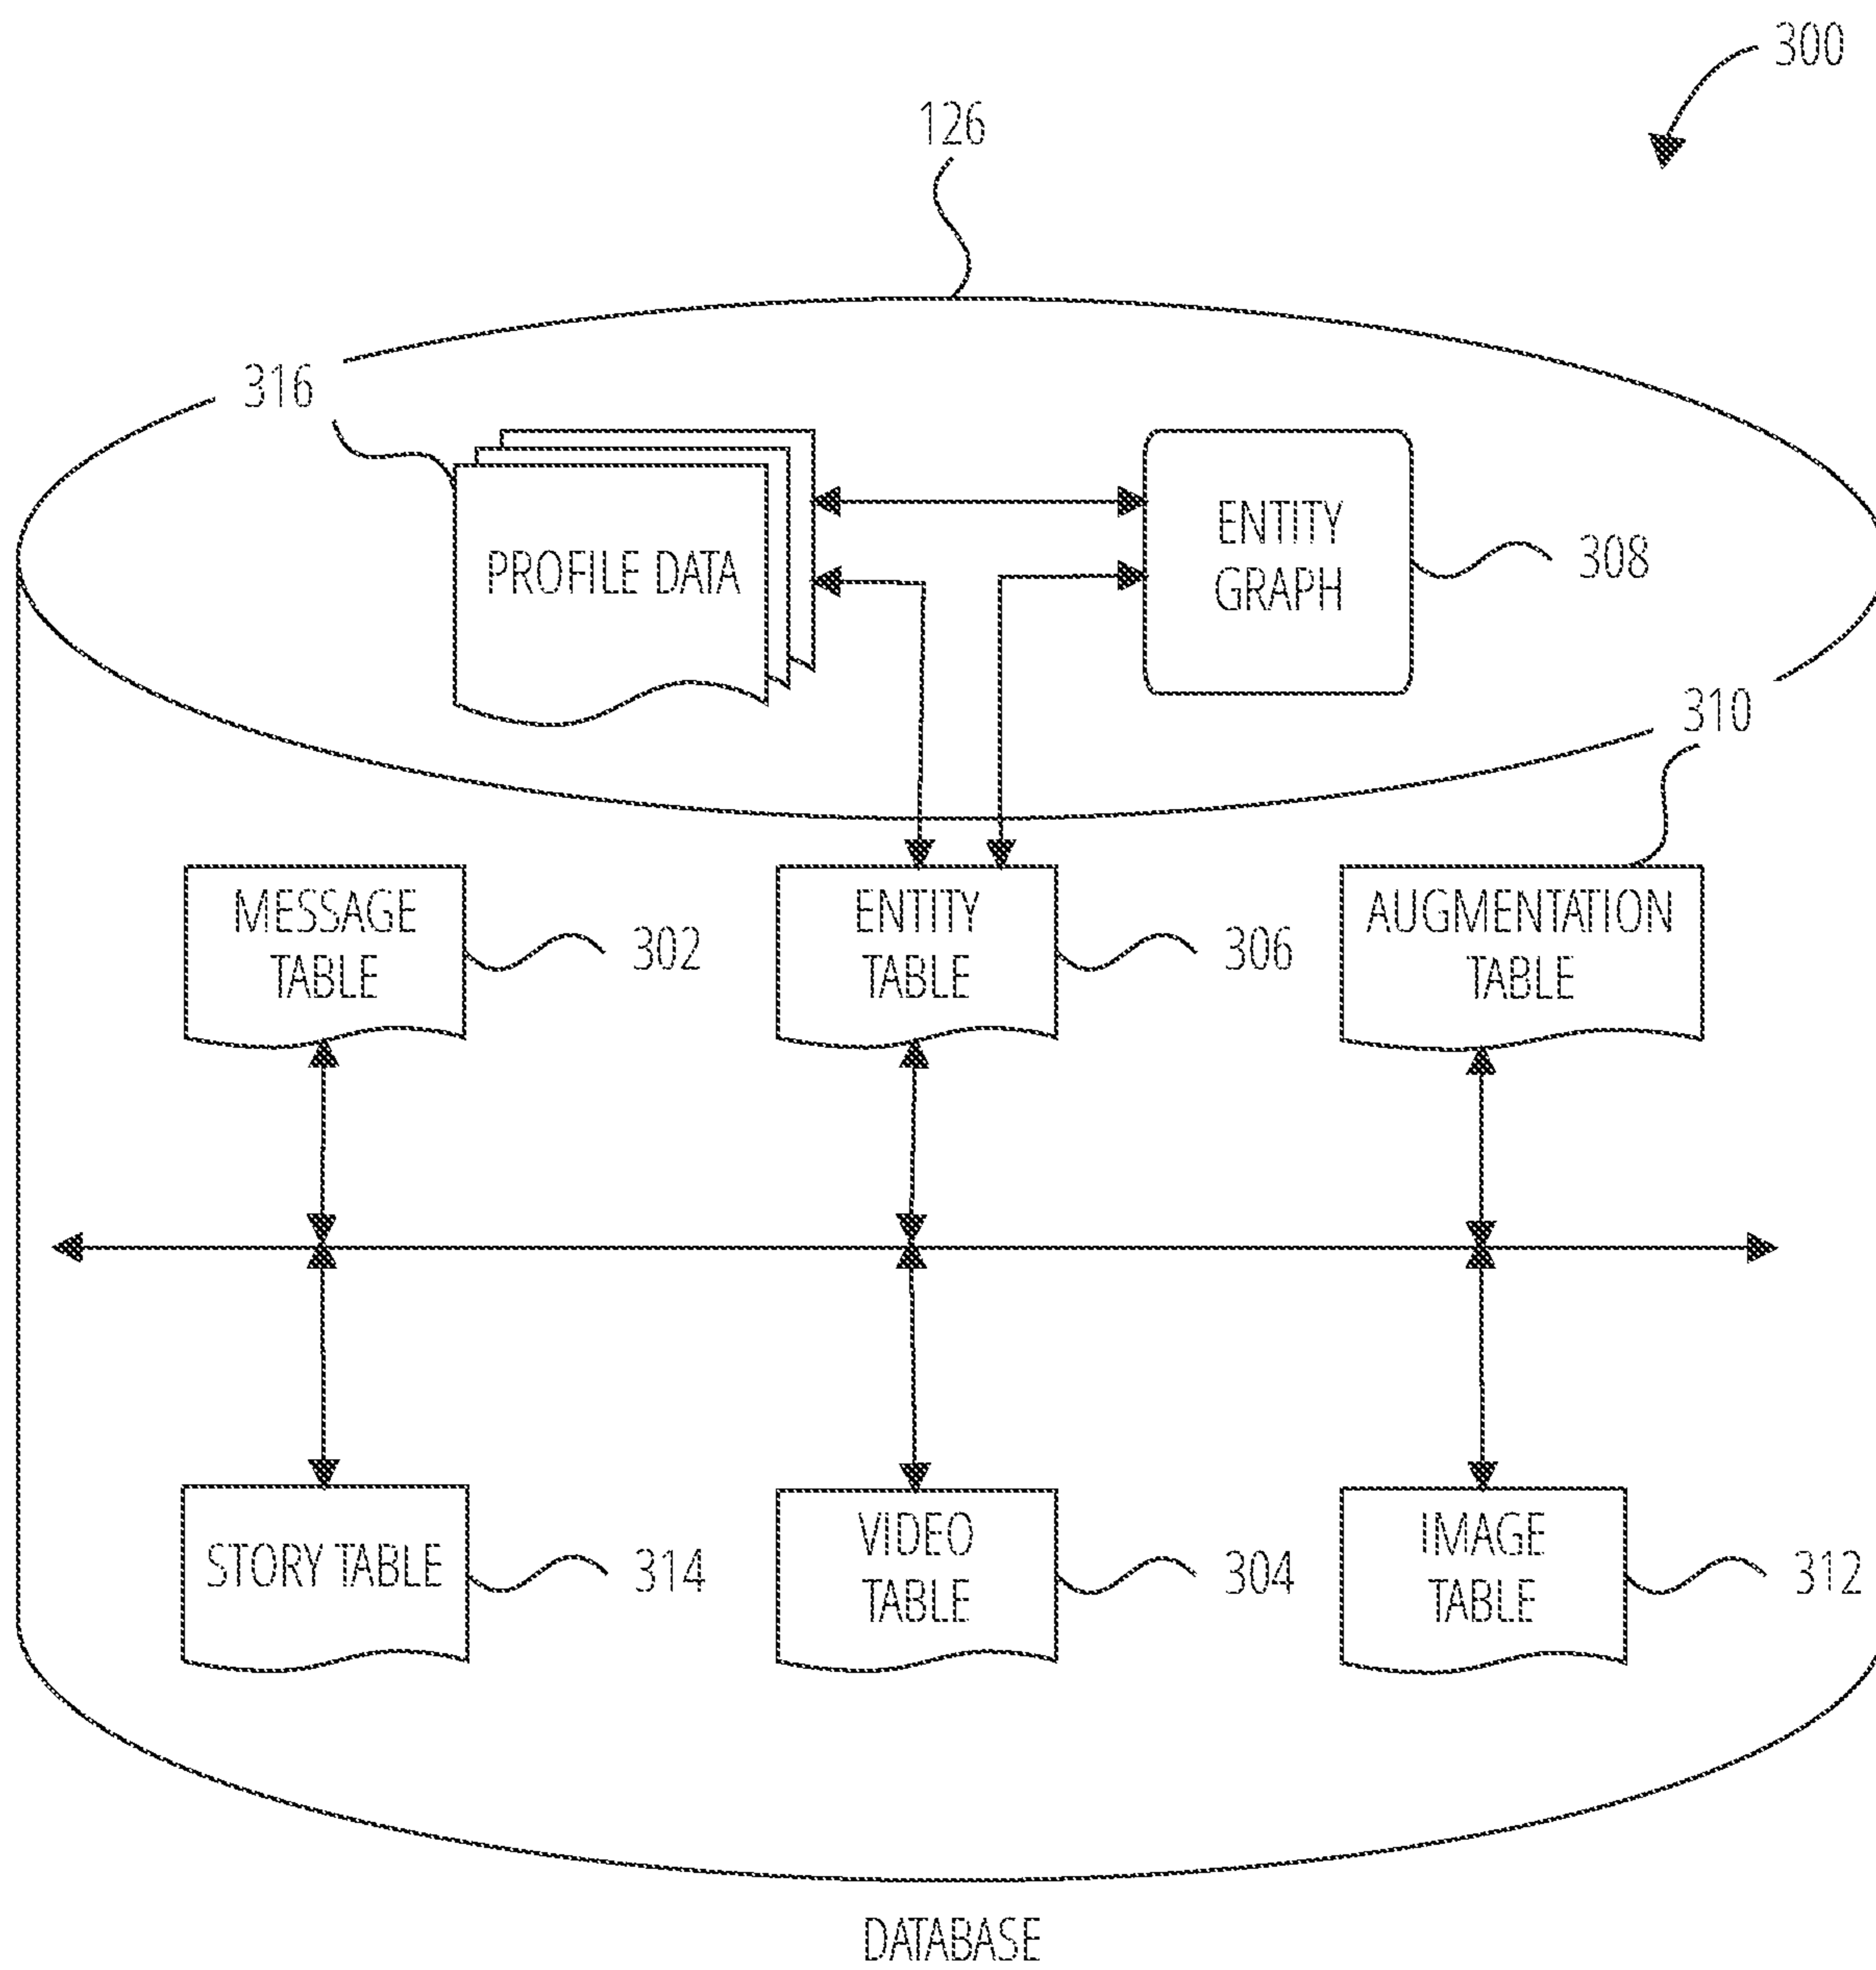 300
126
316
PROFILE DATA
ENTITY
GRAPH
308
310
MESSAGE
TABLE
302
ENTITY
TABLE
306
AUGMENTATION
TABLE
STORY TABLE
314
VIDEO
TABLE
304
IMAGE
TABLE
312
DATABASE